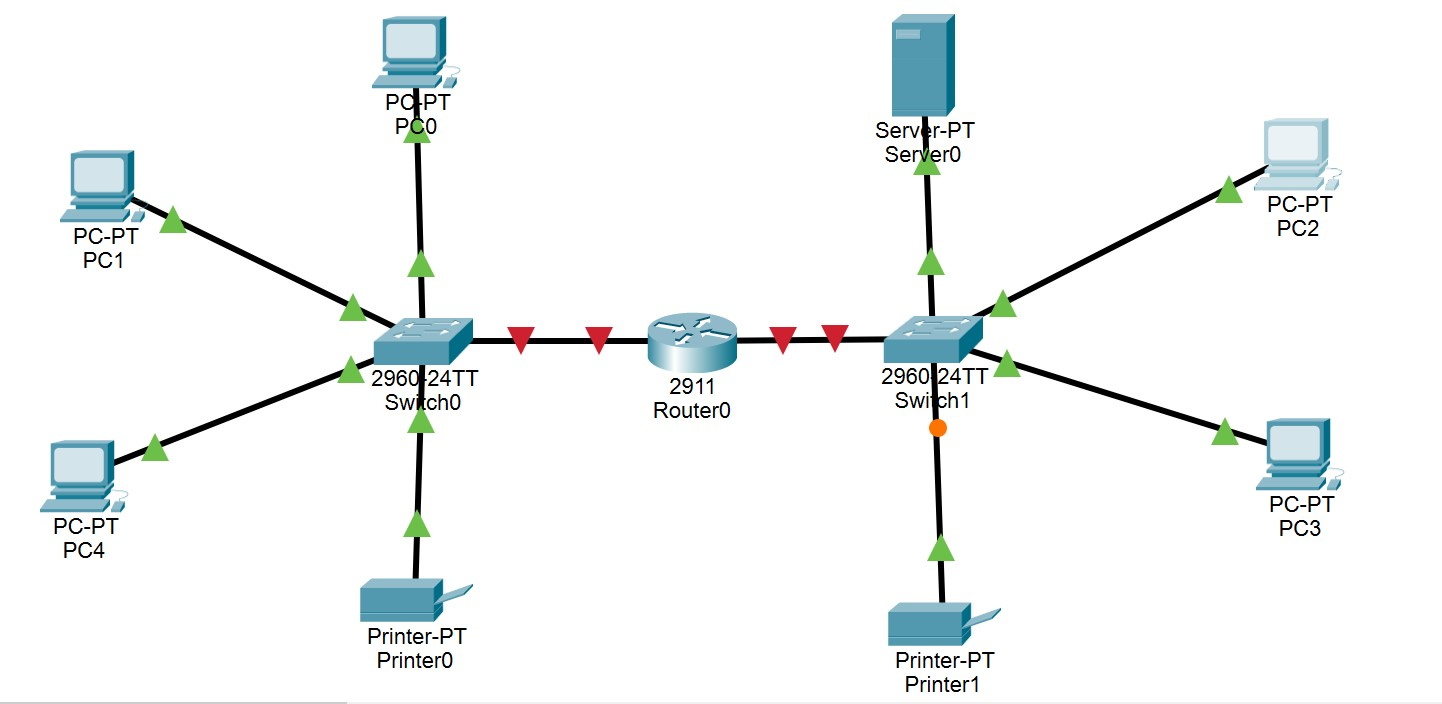 PC-PT
PC0
Server-PT
Server0
PC-PT
PC1
PC-PT
PC2
2960-24TT
Switch0
2911
Router0
2960-24TT
Switch1
PC-PT
PC4
PC-PT
PC3
Printer-PT
Printer0
Printer-PT
Printer1